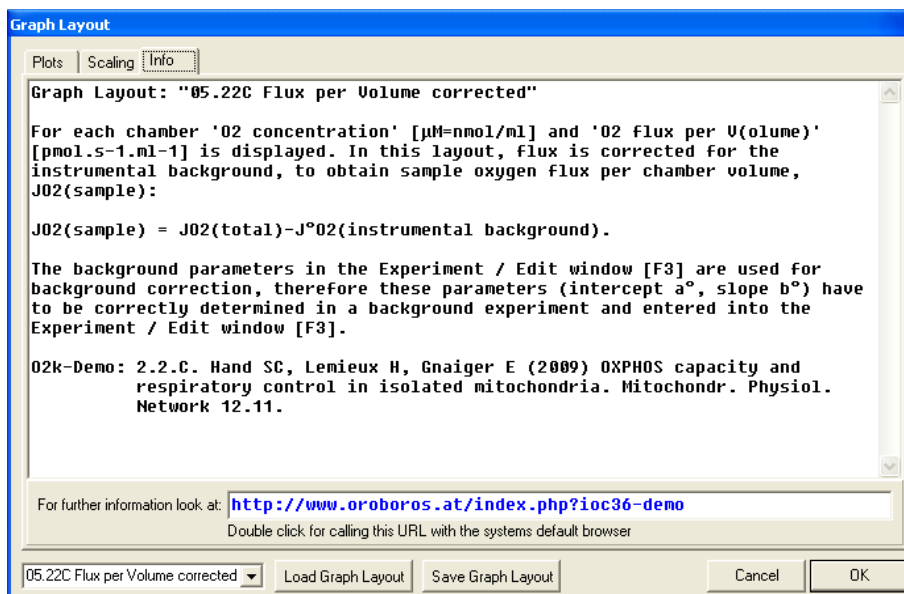 Graph Layout
Plots Scaling Info
Graph Layout: "05.22C Flux per Volume corrected"
For each chamber 'O2 concentration' [µM=nmol/ml] and 'O2 flux per V(olume)'
[pmol.s-1.ml-1] is displayed. In this layout, flux is corrected for the
instrumental background, to obtain sample oxygen flux per chamber volume,
JO2(sample):
JO2(sample) = JO2(total)-J°O2(instrumental background).
The background parameters in the Experiment / Edit window [F3] are used for
background correction, therefore these parameters (intercept a°, slope b°) have
to be correctly determined in a background experiment and entered into the
Experiment / Edit window [F3].
O2k-Demo: 2.2.C. Hand SC, Lemieux H, Gnaiger E (2009) OXPHOS capacity and
respiratory control in isolated mitochondria. Mitochondr. Physiol.
Network 12.11.
For further information look at: http://www.oroboros.at/index.php?ioc36-demo
Double click for calling this URL with the systems default browser
05.22C Flux per Volume corrected Load Graph Layout Save Graph Layout Cancel OK